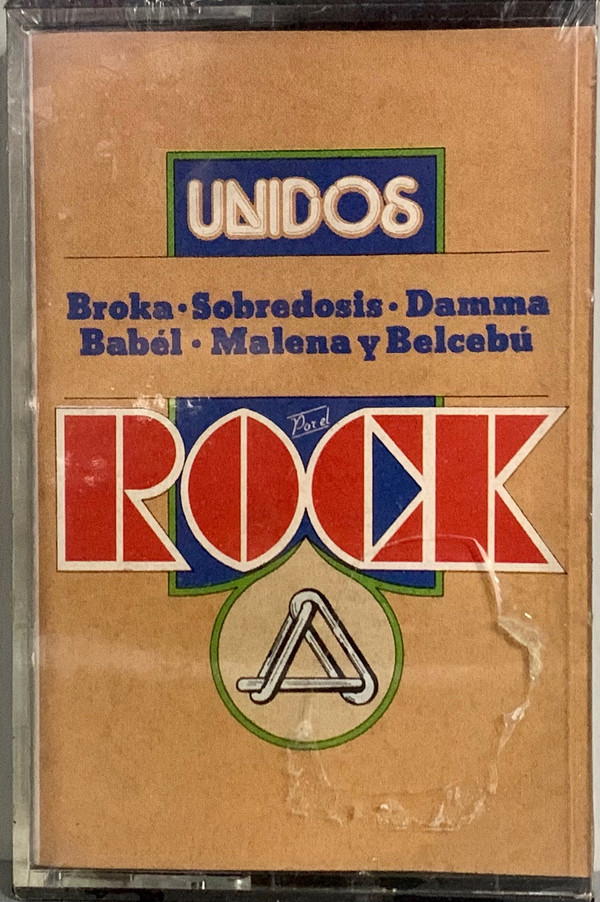 UNIDOS
Broka · Sobredosis · Damma
Babél · Malena y Belcebú
Por el
ROCK